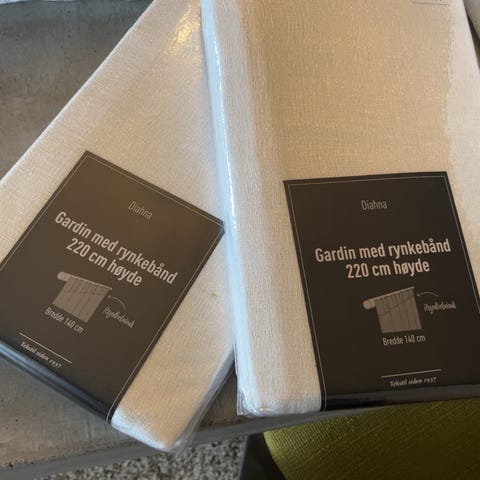 Diahna
Gardin med rynkebånd
220 cm høyde
Rynkebånd
Bredde 140 cm
Tekstil siden 1937
Diahna
Gardin med rynkebånd
220 cm høyde
Rynkebånd
Bredde 140 cm
Tekstil siden 1937